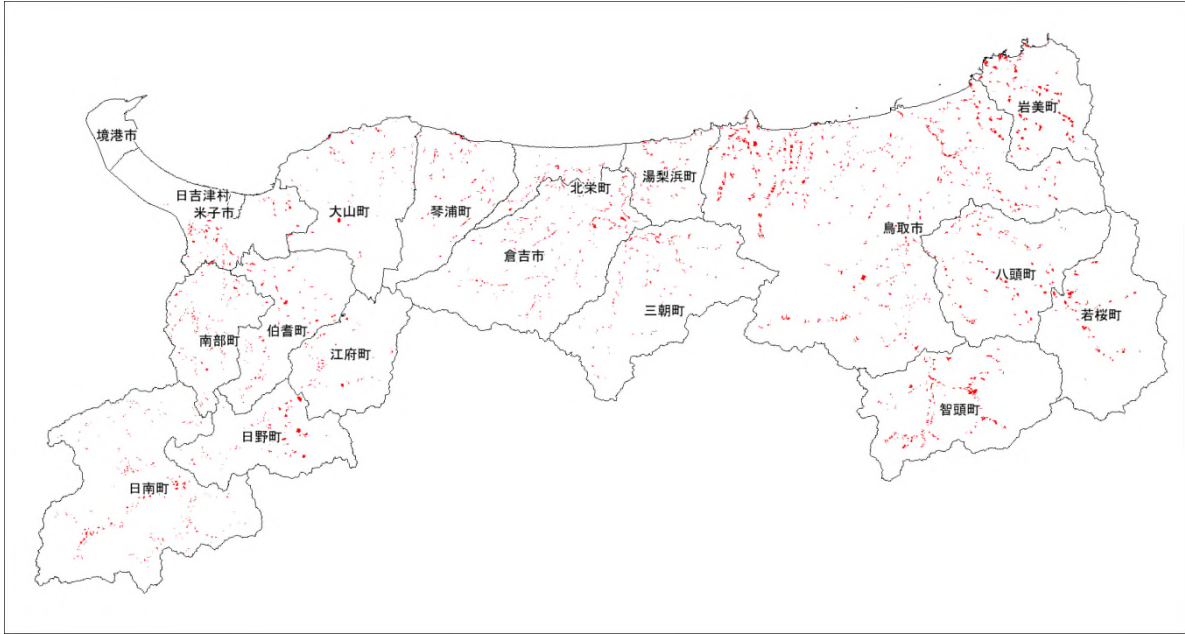 岩美町
境港市
湯梨浜町
北栄町
日吉津村
米子市
大山町
琴浦町
鳥取市
倉吉市
八頭町
三朝町
若桜町
伯耆町
南部町
江府町
智頭町
日野町
日南町